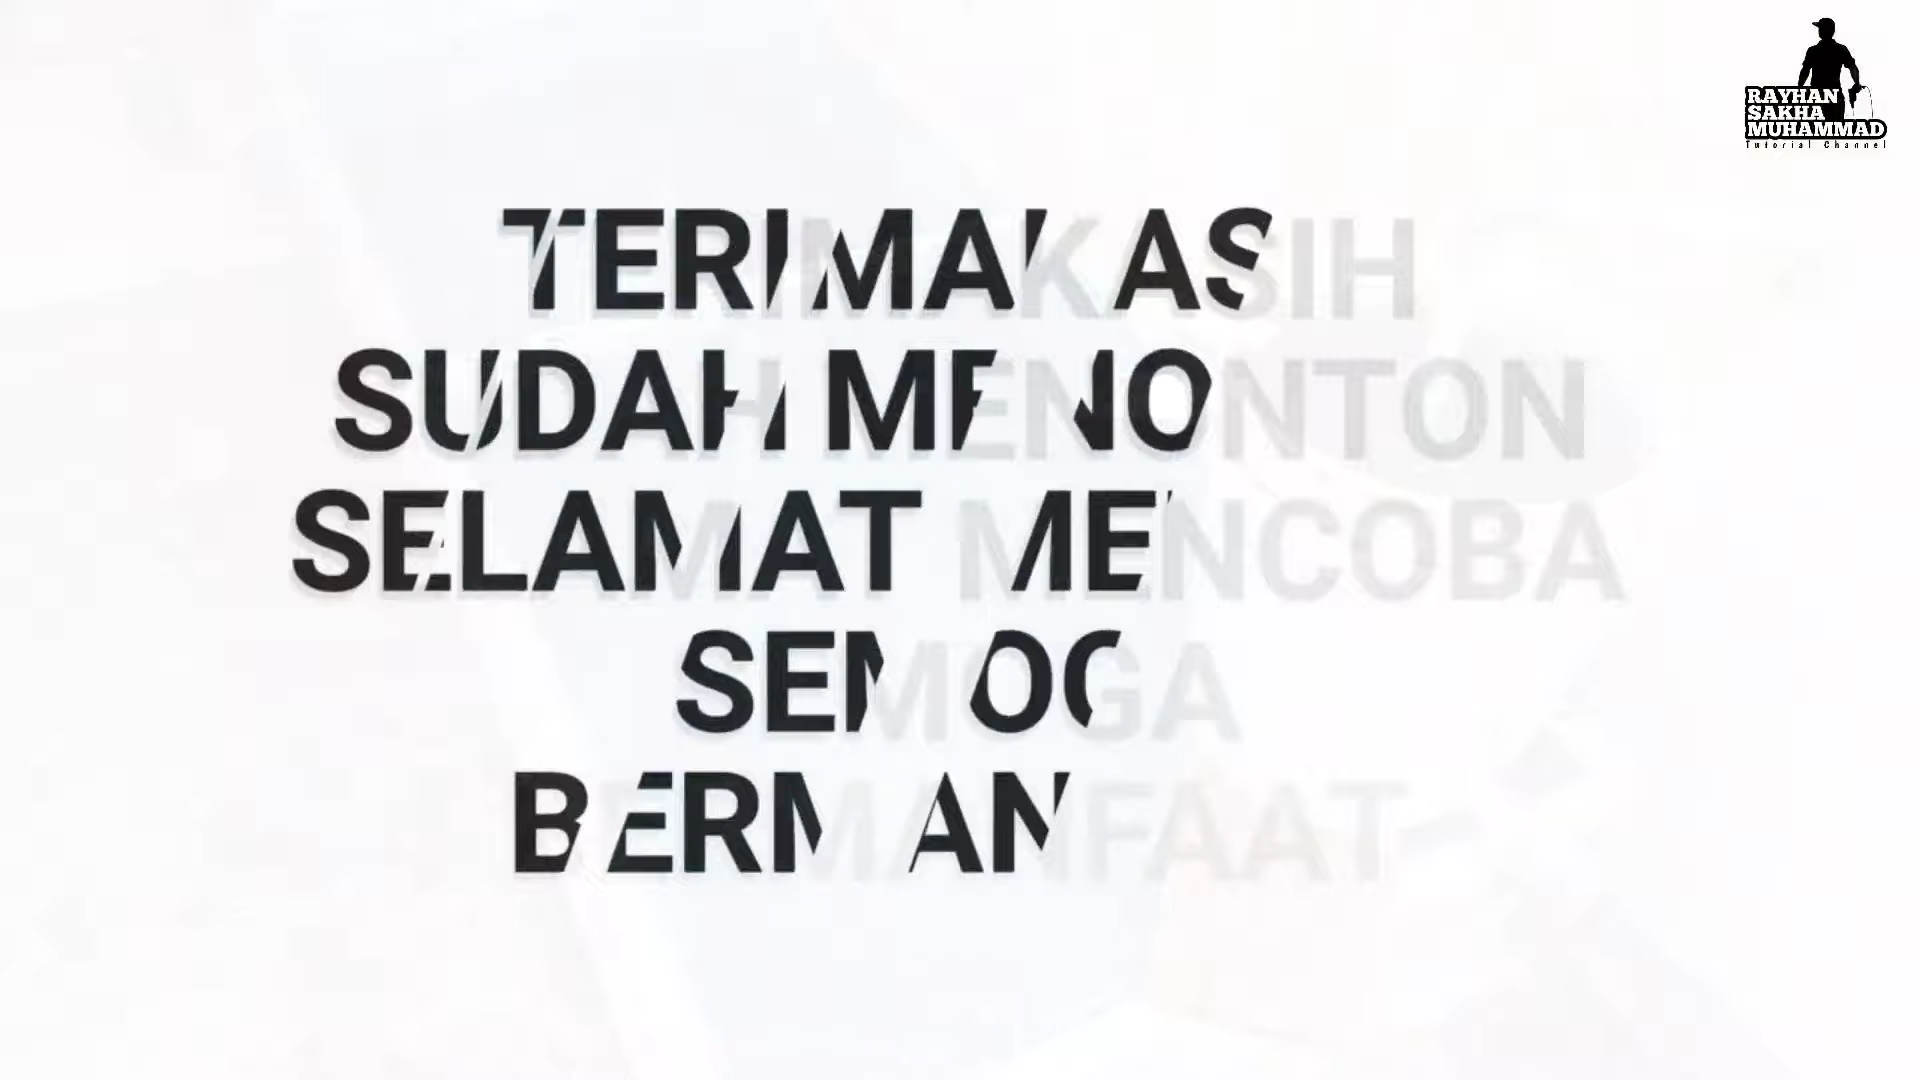 RAYHAN
SAKHA
MUHAMMAD
Tutorial Channel
TERIMAKASIH
SUDAH MENONTON
SELAMAT MENCOBA
SEMOGA
BERMANFAAT